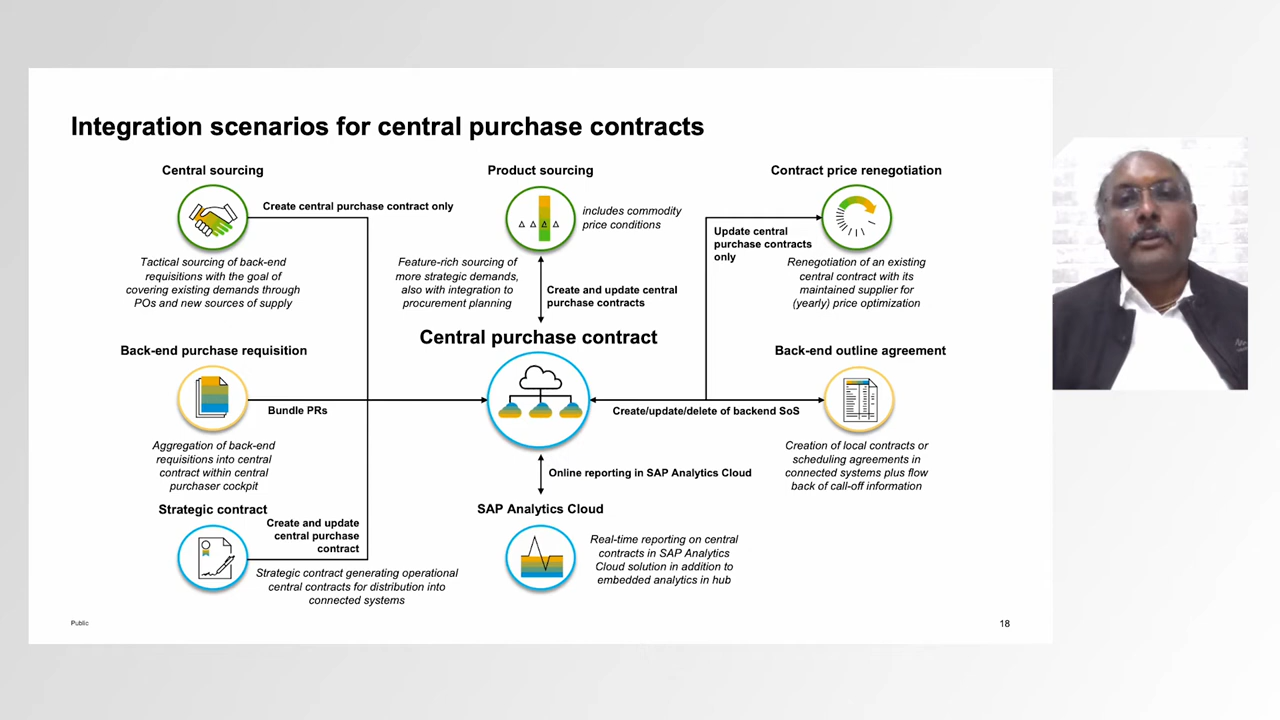 Integration scenarios for central purchase contracts
Central sourcing
Create central purchase contract only
Tactical sourcing of back-end
requisitions with the goal of
covering existing demands through
POs and new sources of supply
Product sourcing
includes commodity
price conditions
Feature-rich sourcing of
more strategic demands,
also with integration to
procurement planning
Create and update central
purchase contracts
Contract price renegotiation
Update central
purchase contracts
only
Renegotiation of an existing
central contract with its
maintained supplier for
(yearly) price optimization
Central purchase contract
Back-end purchase requisition
Bundle PRs
Aggregation of back-end
requisitions into central
contract within central
purchaser cockpit
Back-end outline agreement
Create/update/delete of backend SoS
Creation of local contracts or
scheduling agreements in
connected systems plus flow
back of call-off information
Online reporting in SAP Analytics Cloud
Strategic contract
Create and update
central purchase
contract
Strategic contract generating operational
central contracts for distribution into
connected systems
SAP Analytics Cloud
Real-time reporting on central
contracts in SAP Analytics
Cloud solution in addition to
embedded analytics in hub
Public
18